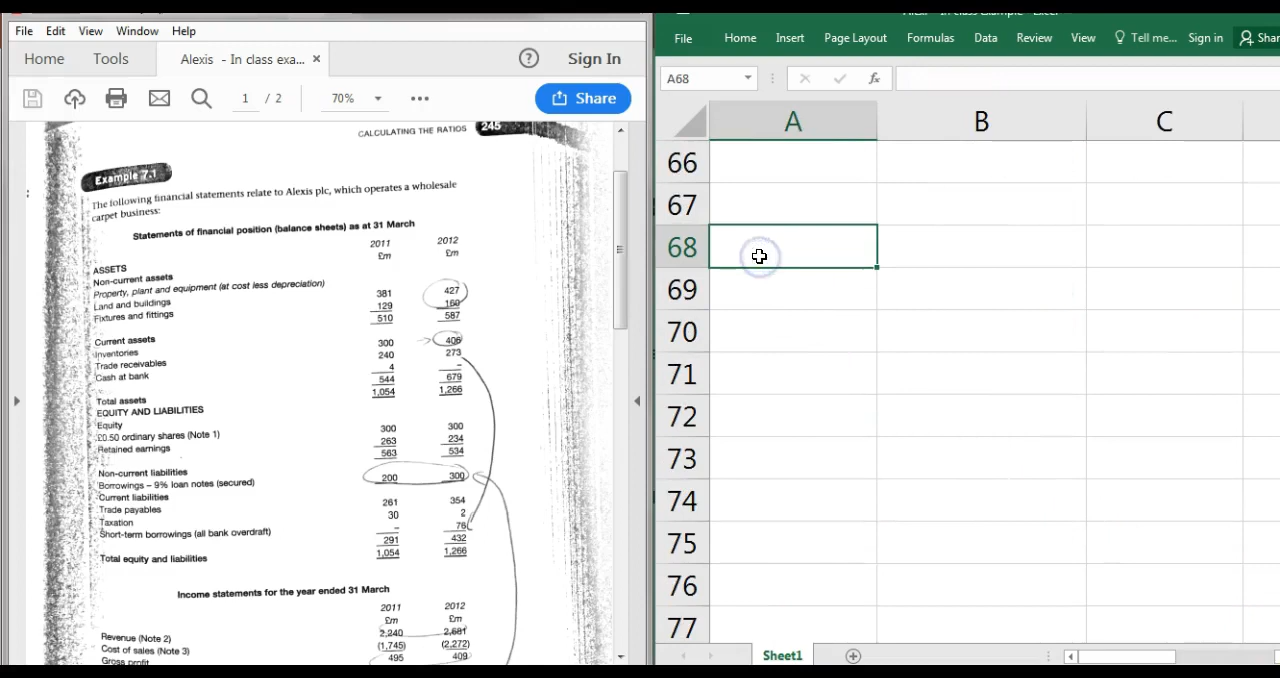 File Edit View Window Help
Home Tools Alexis - In class exa... × ? Sign In
1 / 2 70% Share
CALCULATING THE RATIOS 245
Example 7.1
The following financial statements relate to Alexis plc, which operates a wholesale
carpet business:
Statements of financial position (balance sheets) as at 31 March
2011 2012
£m £m
ASSETS
Non-current assets
Property, plant and equipment (at cost less depreciation)
Land and buildings 381 427
Fixtures and fittings 129 160
510 587
Current assets
Inventories 300 406
Trade receivables 240 273
Cash at bank 4 –
544 679
Total assets 1,054 1,266
EQUITY AND LIABILITIES
Equity
£0.50 ordinary shares (Note 1) 300 300
Retained earnings 263 234
563 534
Non-current liabilities
Borrowings – 9% loan notes (secured) 200 300
Current liabilities
Trade payables 261 354
Taxation 30 2
Short-term borrowings (all bank overdraft) – 76
291 432
Total equity and liabilities 1,054 1,266
Income statements for the year ended 31 March
2011 2012
£m £m
Revenue (Note 2) 2,240 2,681
Cost of sales (Note 3) (1,745) (2,272)
Gross profit 495 409
File Home Insert Page Layout Formulas Data Review View Tell me... Sign in Shar
A68 fx
A B C
66
67
68
69
70
71
72
73
74
75
76
77
Sheet1